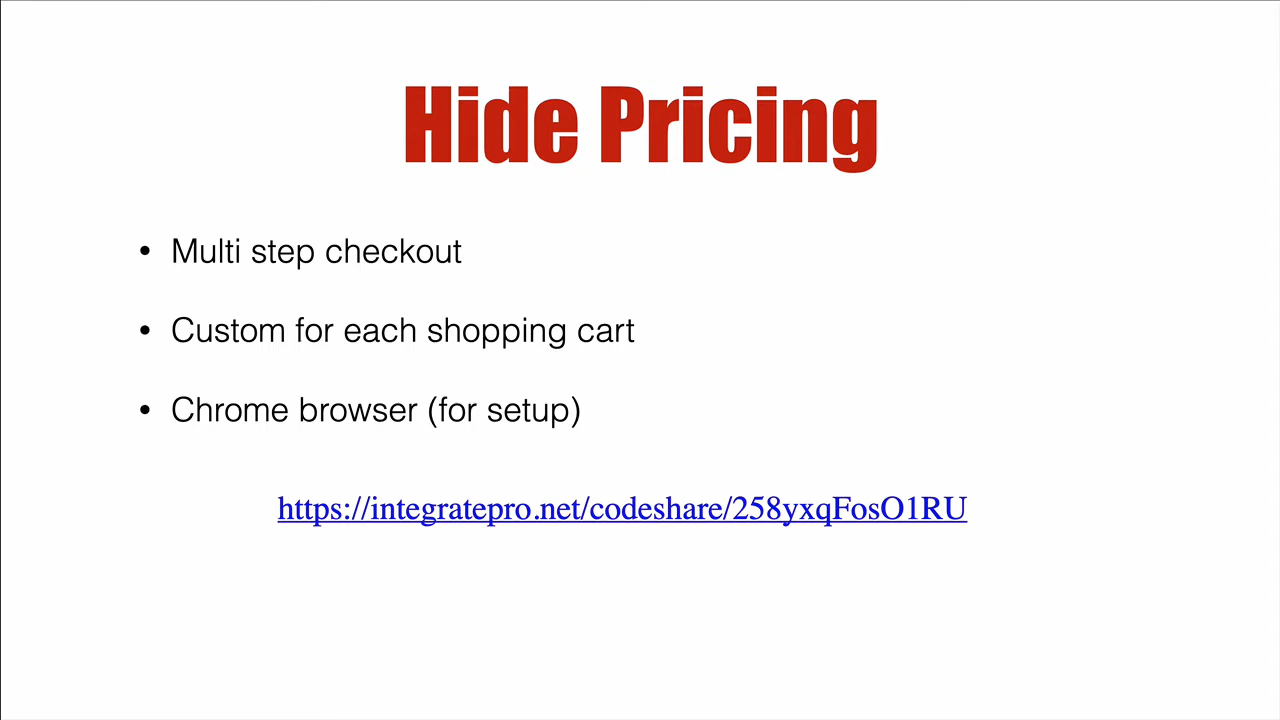 Hide Pricing
• Multi step checkout
• Custom for each shopping cart
• Chrome browser (for setup)
https://integratepro.net/codeshare/258yxqFosO1RU